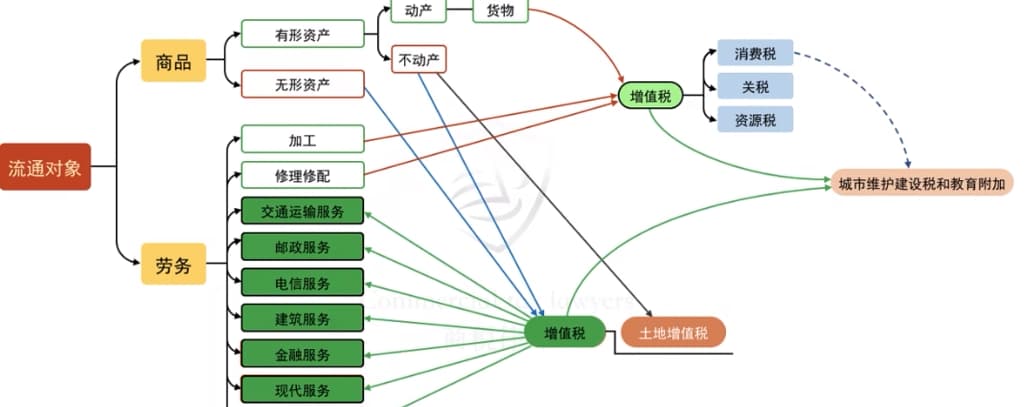 流通对象
商品
有形资产
动产
货物
不动产
无形资产
增值税
消费税
关税
资源税
城市维护建设税和教育附加
劳务
加工
修理修配
交通运输服务
邮政服务
电信服务
建筑服务
金融服务
现代服务
增值税
土地增值税